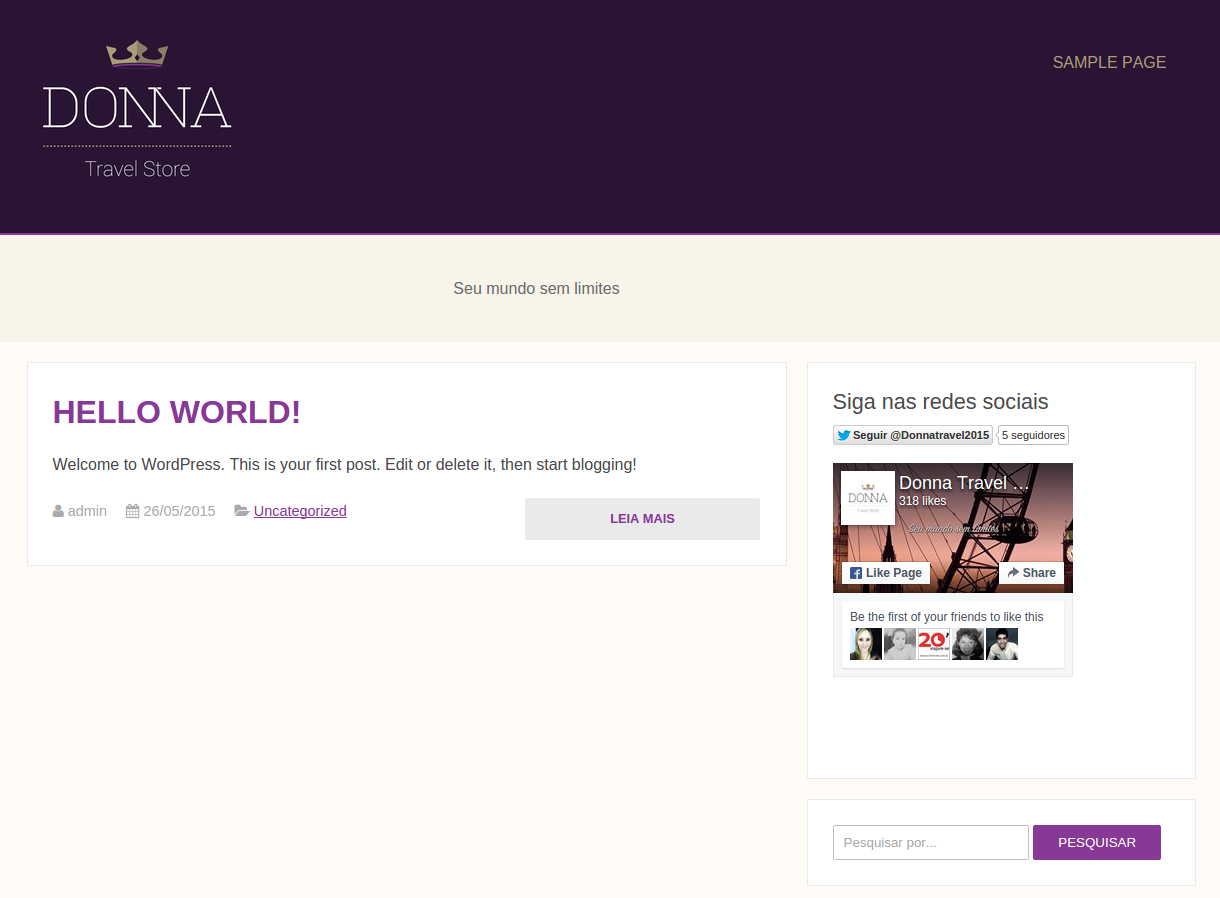 DONNA
Travel Store
SAMPLE PAGE
Seu mundo sem limites
HELLO WORLD!
Welcome to WordPress. This is your first post. Edit or delete it, then start blogging!
admin 26/05/2015 Uncategorized
LEIA MAIS
Siga nas redes sociais
Seguir @Donnatravel2015 5 seguidores
DONNA
Travel Store
Donna Travel ...
318 likes
Seu mundo sem limites
Like Page Share
Be the first of your friends to like this
20'
Pesquisar por... PESQUISAR